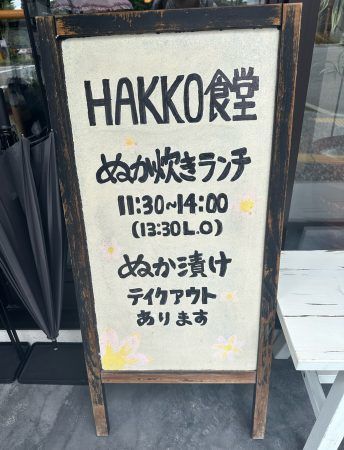 HAKKO食堂
ぬか炊きランチ
11:30~14:00
(13:30 L.O)
ぬか漬け
テイクアウト
あります